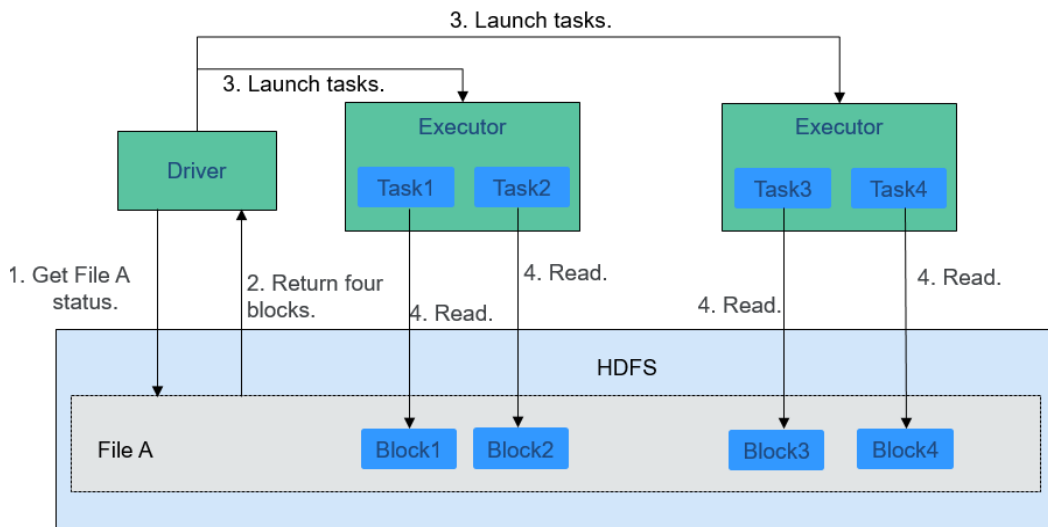 3. Launch tasks.
3. Launch tasks.
Executor
Executor
Driver
Task1
Task2
Task3
Task4
1. Get File A
status.
2. Return four
blocks.
4. Read.
4. Read.
4. Read.
4. Read.
HDFS
File A
Block1
Block2
Block3
Block4